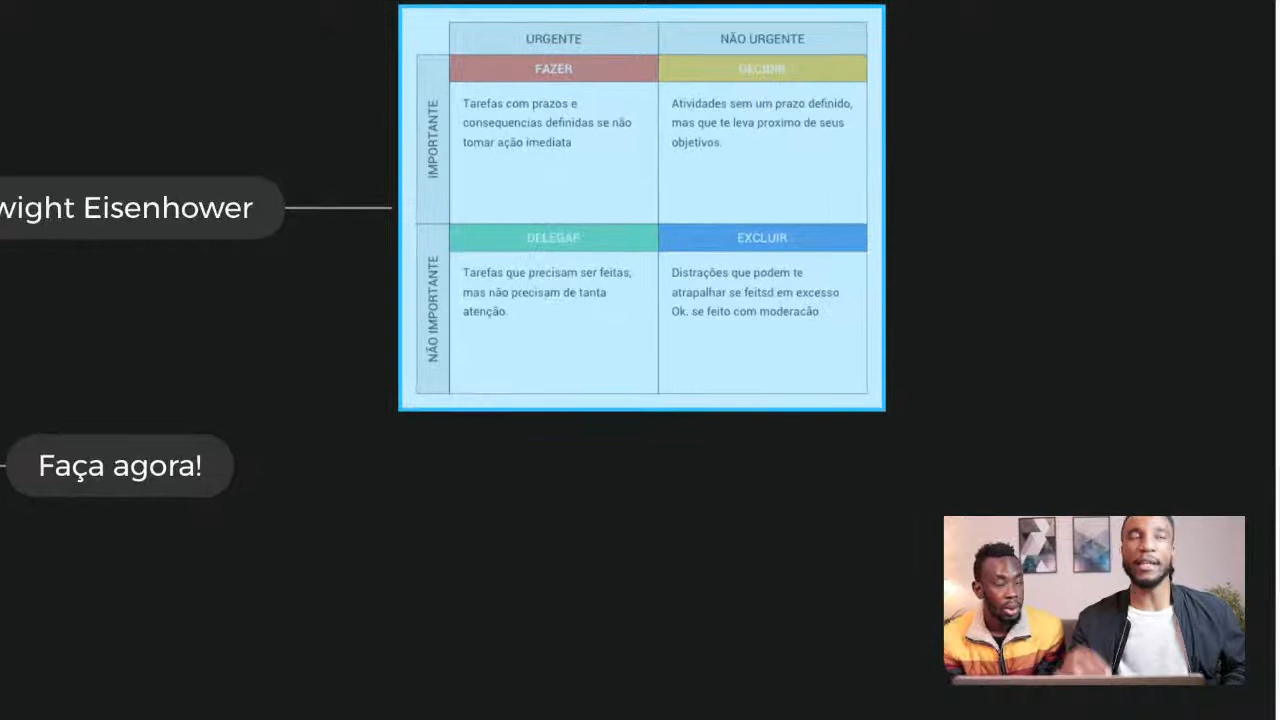 URGENTE
NÃO URGENTE
FAZER
DECIDIR
IMPORTANTE
Tarefas com prazos e
consequencias definidas se não
tomar ação imediata
Atividades sem um prazo definido,
mas que te leva proximo de seus
objetivos.
wight Eisenhower
DELEGAR
EXCLUIR
NÃO IMPORTANTE
Tarefas que precisam ser feitas,
mas não precisam de tanta
atenção.
Distrações que podem te
atrapalhar se feitsd em excesso
Ok. se feito com moderacão
Faça agora!